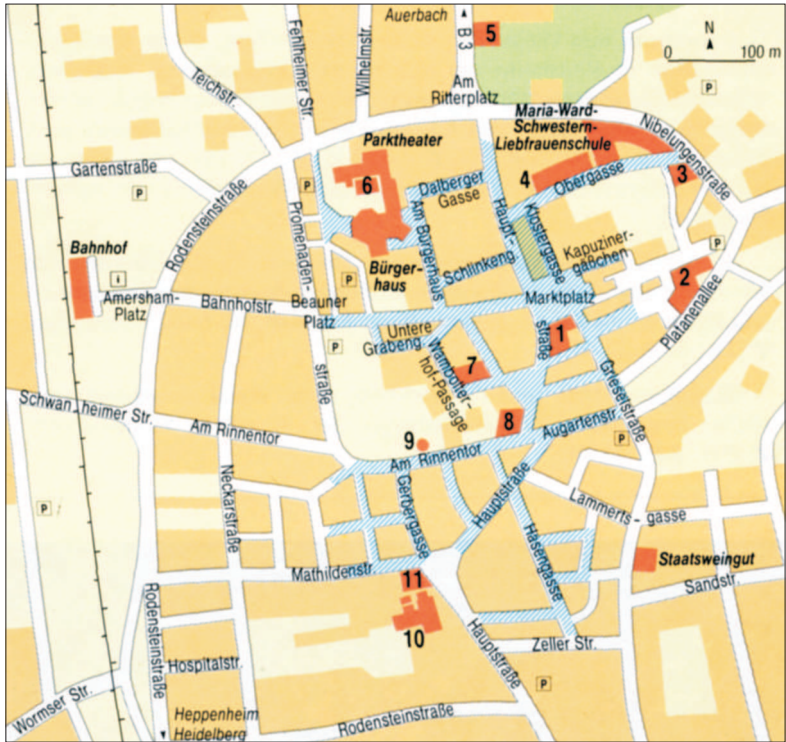 Auerbach
B 3
5
N
0 100 m
Fehlheimer Str.
Wilhelmstr.
Teichstr.
Am
Ritterplatz
P
Maria-Ward-
Schwestern-
Liebfrauenschule
Nibelungenstraße
Parktheater
Gartenstraße
P
P
6
Dalberger
Gasse
4
Obergasse
3
Rodensteinstraße
Promenaden-
straße
Am Bürgerhaus
Haupt-
straße
Klostergasse
Kapuziner-
gäßchen
P
Bahnhof
i
P
Bürger-
haus
Schlinkeng.
2
Amersham-
Platz
Bahnhofstr.
Beauner
Platz
Marktplatz
Platanenallee
Untere
Grabeng.
P
1
Wambolter-
hof-Passage
7
Grieselstraße
Schwanheimer Str.
Am Rinnentor
9
8
Augartenstr.
P
Am Rinnentor
Neckarstraße
Gerbergasse
Hauptstraße
Hasengasse
Lammerts-gasse
P
Staatsweingut
Mathildenstr.
11
Sandstr.
10
Rodensteinstraße
Hauptstraße
Zeller Str.
Hospitalstr.
P
Wormser Str.
Heppenheim
Heidelberg
Rodensteinstraße